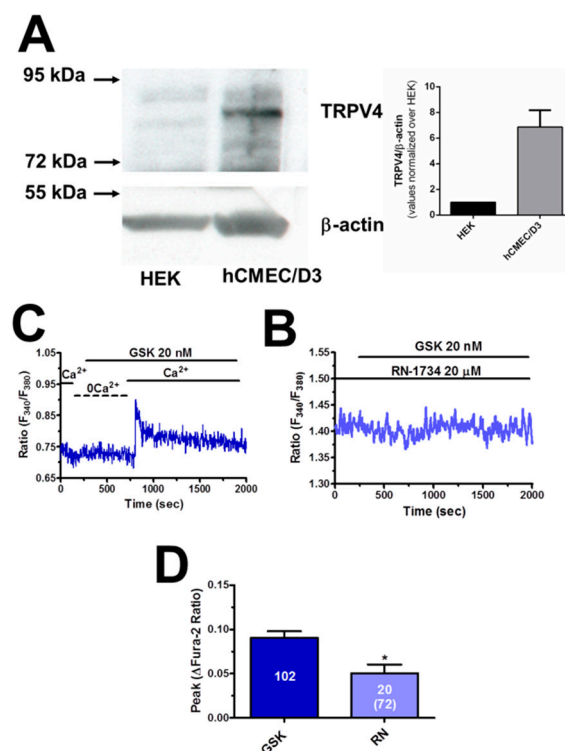 A
95 kDa
TRPV4
72 kDa
55 kDa
β-actin
HEK
hCMEC/D3
TRPV4/β-actin
(values normalized over HEK)
10
8
6
4
2
0
HEK
hCMEC/D3
C
GSK 20 nM
Ca²⁺
0Ca²⁺
Ca²⁺
Ratio (F₃₄₀/F₃₈₀)
1.05
0.95
0.85
0.75
0.65
0
500
1000
1500
2000
Time (sec)
B
GSK 20 nM
RN-1734 20 μM
Ratio (F₃₄₀/F₃₈₀)
1.55
1.50
1.45
1.40
1.35
1.30
0
500
1000
1500
2000
Time (sec)
D
Peak (ΔFura-2 Ratio)
0.15
0.10
0.05
0.00
102
*
20
(72)
GSK
RN